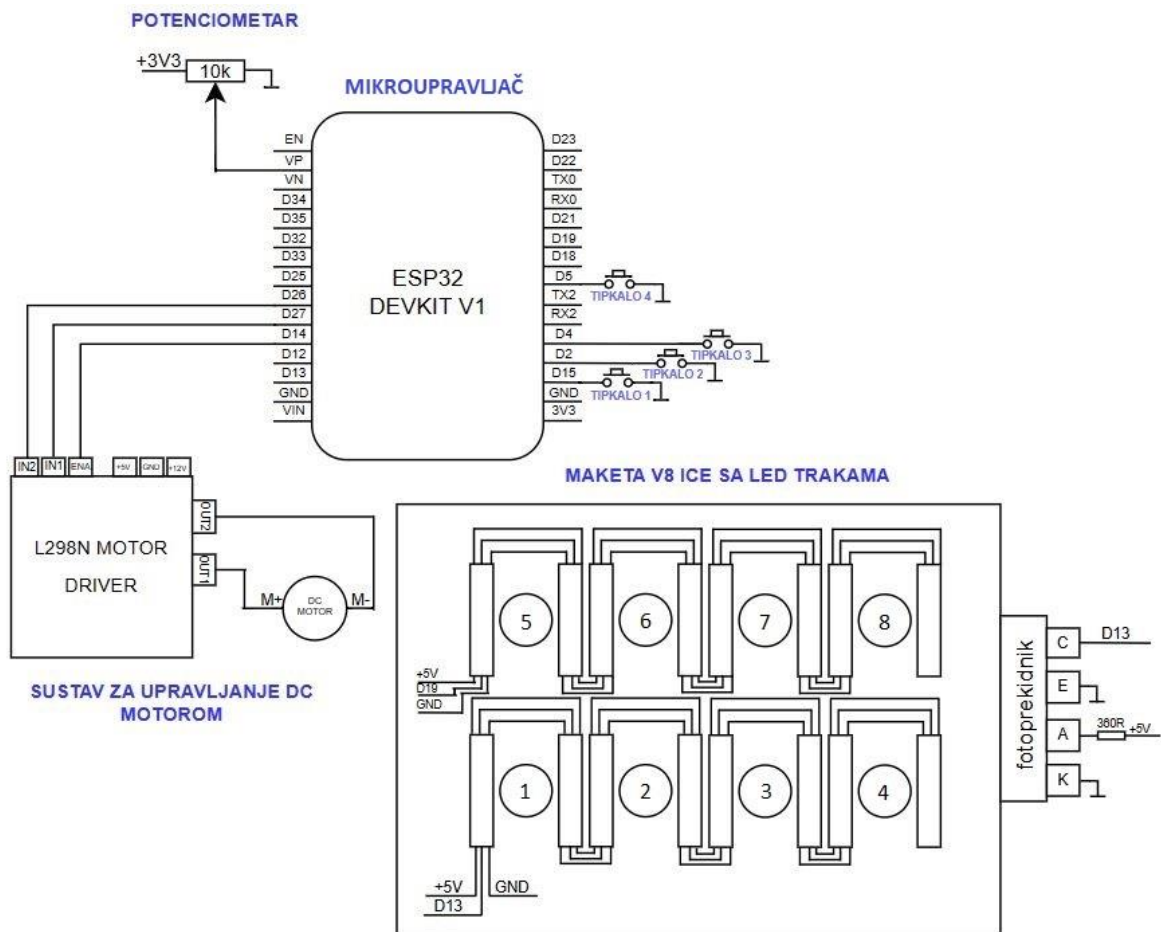 POTENCIOMETAR
+3V3
10k
MIKROUPRAVLJAČ
EN
VP
VN
D34
D35
D32
D33
D25
D26
D27
D14
D12
D13
GND
VIN
ESP32
DEVKIT V1
D23
D22
TX0
RX0
D21
D19
D18
D5
TX2
RX2
D4
D2
D15
GND
3V3
TIPKALO 4
TIPKALO 3
TIPKALO 2
TIPKALO 1
IN2
IN1
ENA
+5V
GND
+12V
L298N MOTOR
DRIVER
OUT2
OUT1
M+
DC
MOTOR
M-
SUSTAV ZA UPRAVLJANJE DC
MOTOROM
MAKETA V8 ICE SA LED TRAKAMA
5
6
7
8
+5V
D19
GND
1
2
3
4
+5V
GND
D13
fotoprekidnik
C
D13
E
A
360R
+5V
K